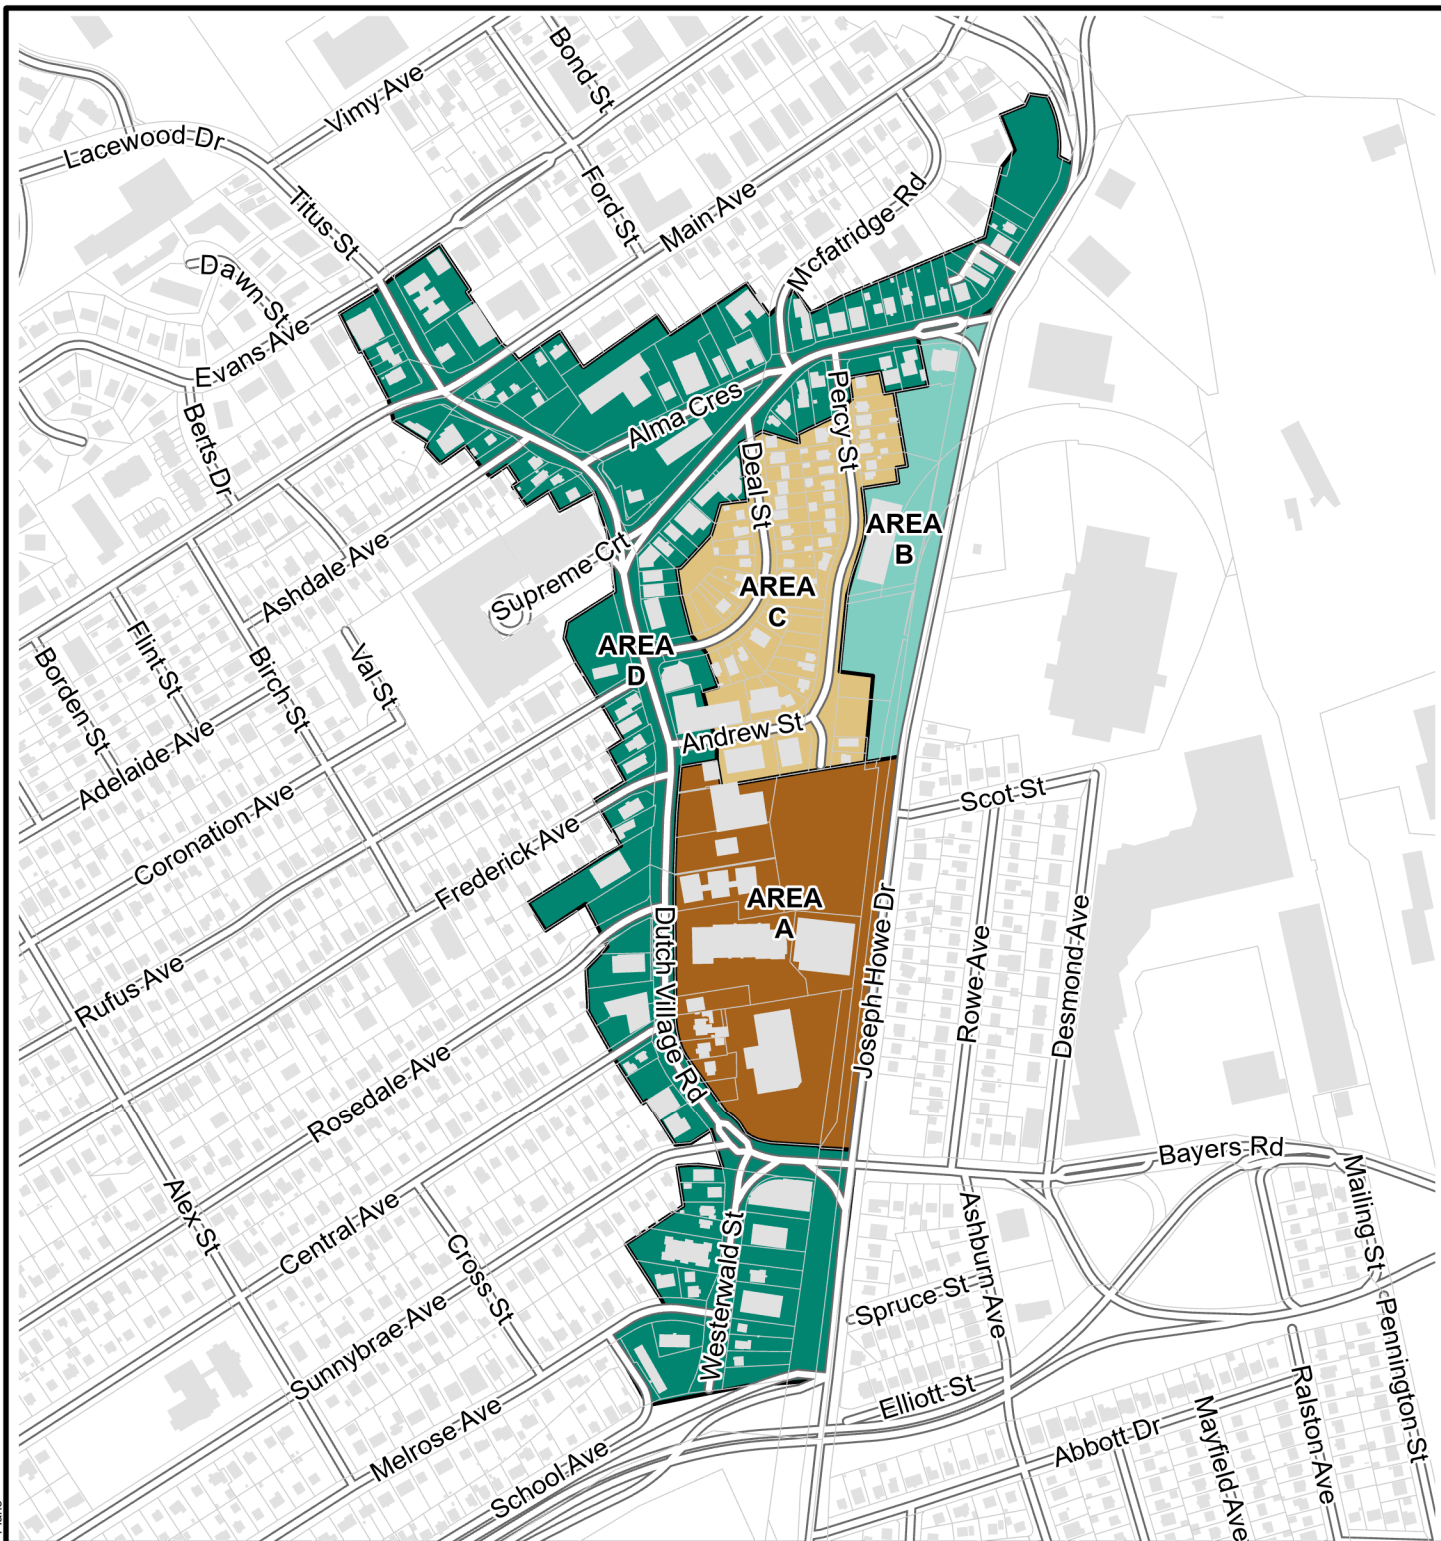 Bond St
Vimy Ave
Lacewood Dr
Ford St
Titus St
Main Ave
Mcfatridge Rd
Dawn St
Evans Ave
Berts Dr
Alma Cres
Percy St
Deal St
AREA
B
Ashdale Ave
Supreme Crt
AREA
C
Flint St
Borden St
Birch St
Val St
AREA
D
Adelaide Ave
Andrew St
Coronation Ave
Scot St
Frederick Ave
AREA
A
Dutch Village Rd
Joseph Howe Dr
Rowe Ave
Desmond Ave
Rufus Ave
Rosedale Ave
Bayers Rd
Mailing St
Alex St
Central Ave
Cross St
Westerwald St
Ashburn Ave
Spruce St
Sunnybrae Ave
Pennington St
Elliott St
Ralston Ave
Mayfield Ave
Abbott Dr
Melrose Ave
School Ave